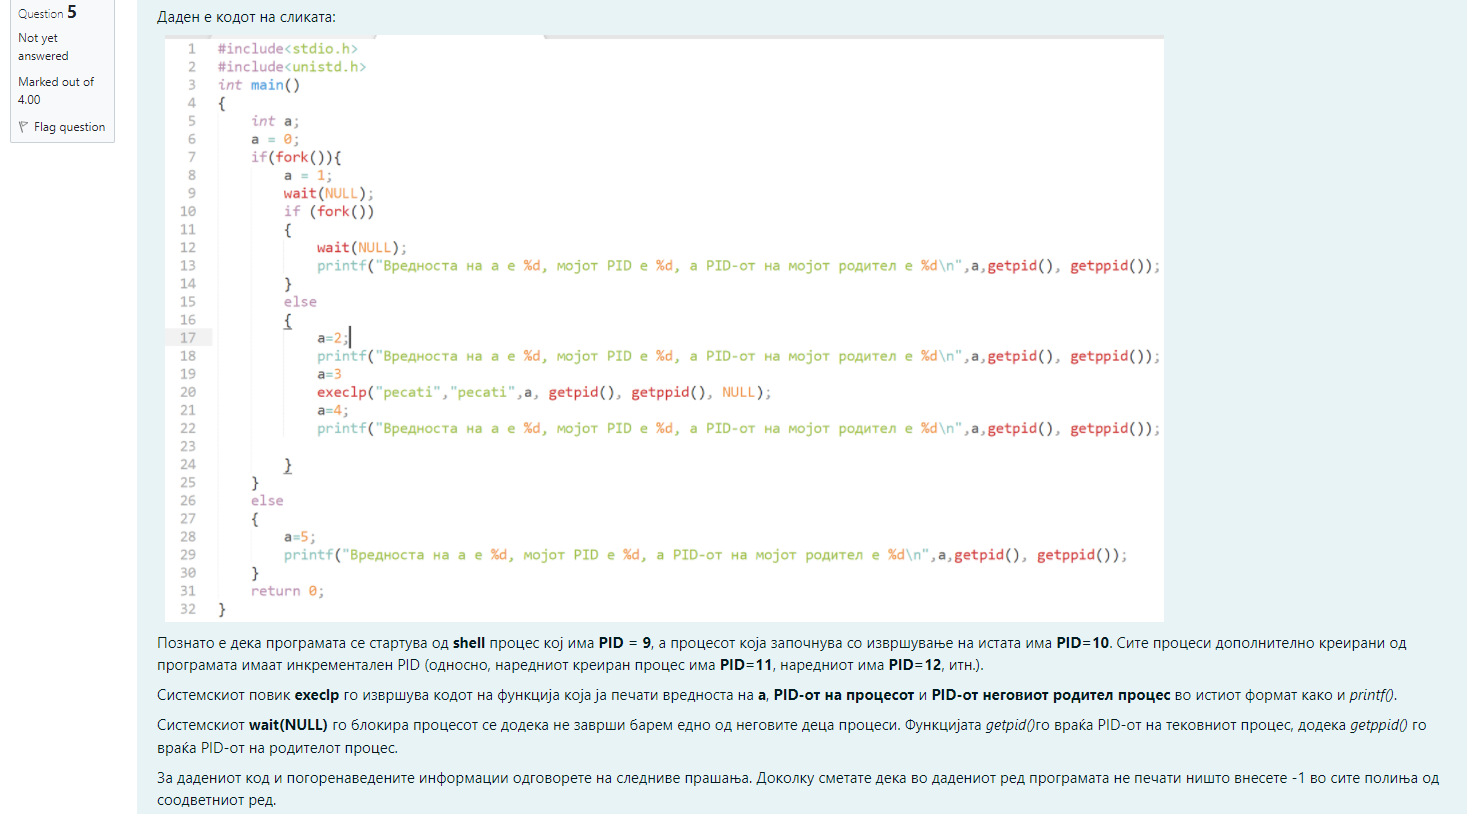 Question 5
Not yet
answered
Marked out of
4.00
Flag question
Даден е кодот на сликата:
1 #include<stdio.h>
2 #include<unistd.h>
3 int main()
4 {
5 int a;
6 a = 0;
7 if(fork()){
8 a = 1;
9 wait(NULL);
10 if (fork())
11 {
12 wait(NULL);
13 printf("Вредноста на a е %d, мојот PID е %d, а PID-от на мојот родител е %d\n",a,getpid(), getppid());
14 }
15 else
16 {
17 a=2;
18 printf("Вредноста на a е %d, мојот PID е %d, а PID-от на мојот родител е %d\n",a,getpid(), getppid());
19 a=3
20 execlp("pecati","pecati",a, getpid(), getppid(), NULL);
21 a=4;
22 printf("Вредноста на a е %d, мојот PID е %d, а PID-от на мојот родител е %d\n",a,getpid(), getppid());
23
24 }
25 }
26 else
27 {
28 a=5;
29 printf("Вредноста на a е %d, мојот PID е %d, а PID-от на мојот родител е %d\n",a,getpid(), getppid());
30 }
31 return 0;
32 }
Познато е дека програмата се стартува од shell процес кој има PID = 9, а процесот која започнува со извршување на истата има PID=10. Сите процеси дополнително креирани од
програмата имаат инкрементален PID (односно, наредниот креиран процес има PID=11, наредниот има PID=12, итн.).
Системскиот повик execlp го извршува кодот на функција која ја печати вредноста на a, PID-от на процесот и PID-от неговиот родител процес во истиот формат како и printf().
Системскиот wait(NULL) го блокира процесот се додека не заврши барем едно од неговите деца процеси. Функцијата getpid()го враќа PID-от на тековниот процес, додека getppid() го
враќа PID-от на родителот процес.
За дадениот код и погоренаведените информации одговорете на следниве прашања. Доколку сметате дека во дадениот ред програмата не печати ништо внесете -1 во сите полиња од
соодветниот ред.